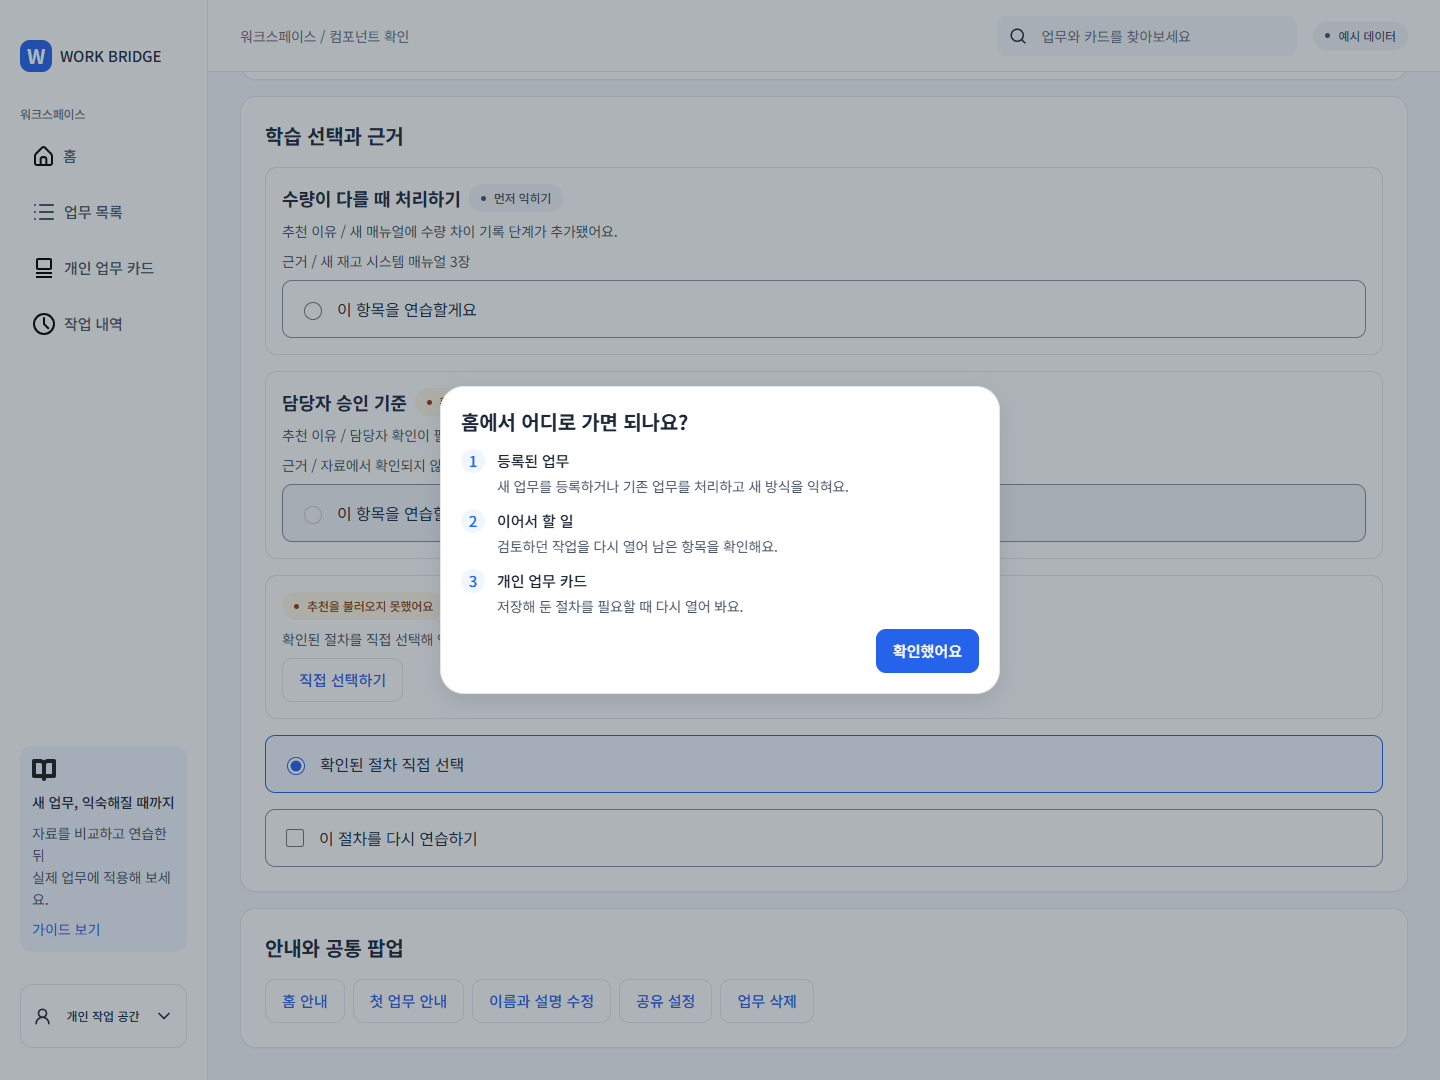 W WORK BRIDGE
워크스페이스
홈
업무 목록
개인 업무 카드
작업 내역
새 업무, 익숙해질 때까지
자료를 비교하고 연습한
뒤
실제 업무에 적용해 보세
요.
가이드 보기
개인 작업 공간
워크스페이스 / 컴포넌트 확인
업무와 카드를 찾아보세요
예시 데이터
학습 선택과 근거
수량이 다를 때 처리하기
먼저 익히기
추천 이유 / 새 매뉴얼에 수량 차이 기록 단계가 추가됐어요.
근거 / 새 재고 시스템 매뉴얼 3장
이 항목을 연습할게요
담당자 승인 기준
추천 이유 / 담당자 확인이
근거 / 자료에서 확인되지
이 항목을
추천을 불러오지 못했어요
확인된 절차를 직접 선택해
직접 선택하기
확인된 절차 직접 선택
이 절차를 다시 연습하기
안내와 공통 팝업
홈 안내
첫 업무 안내
이름과 설명 수정
공유 설정
업무 삭제
홈에서 어디로 가면 되나요?
1 등록된 업무
새 업무를 등록하거나 기존 업무를 처리하고 새 방식을 익혀요.
2 이어서 할 일
검토하던 작업을 다시 열어 남은 항목을 확인해요.
3 개인 업무 카드
저장해 둔 절차를 필요할 때 다시 열어 봐요.
확인했어요